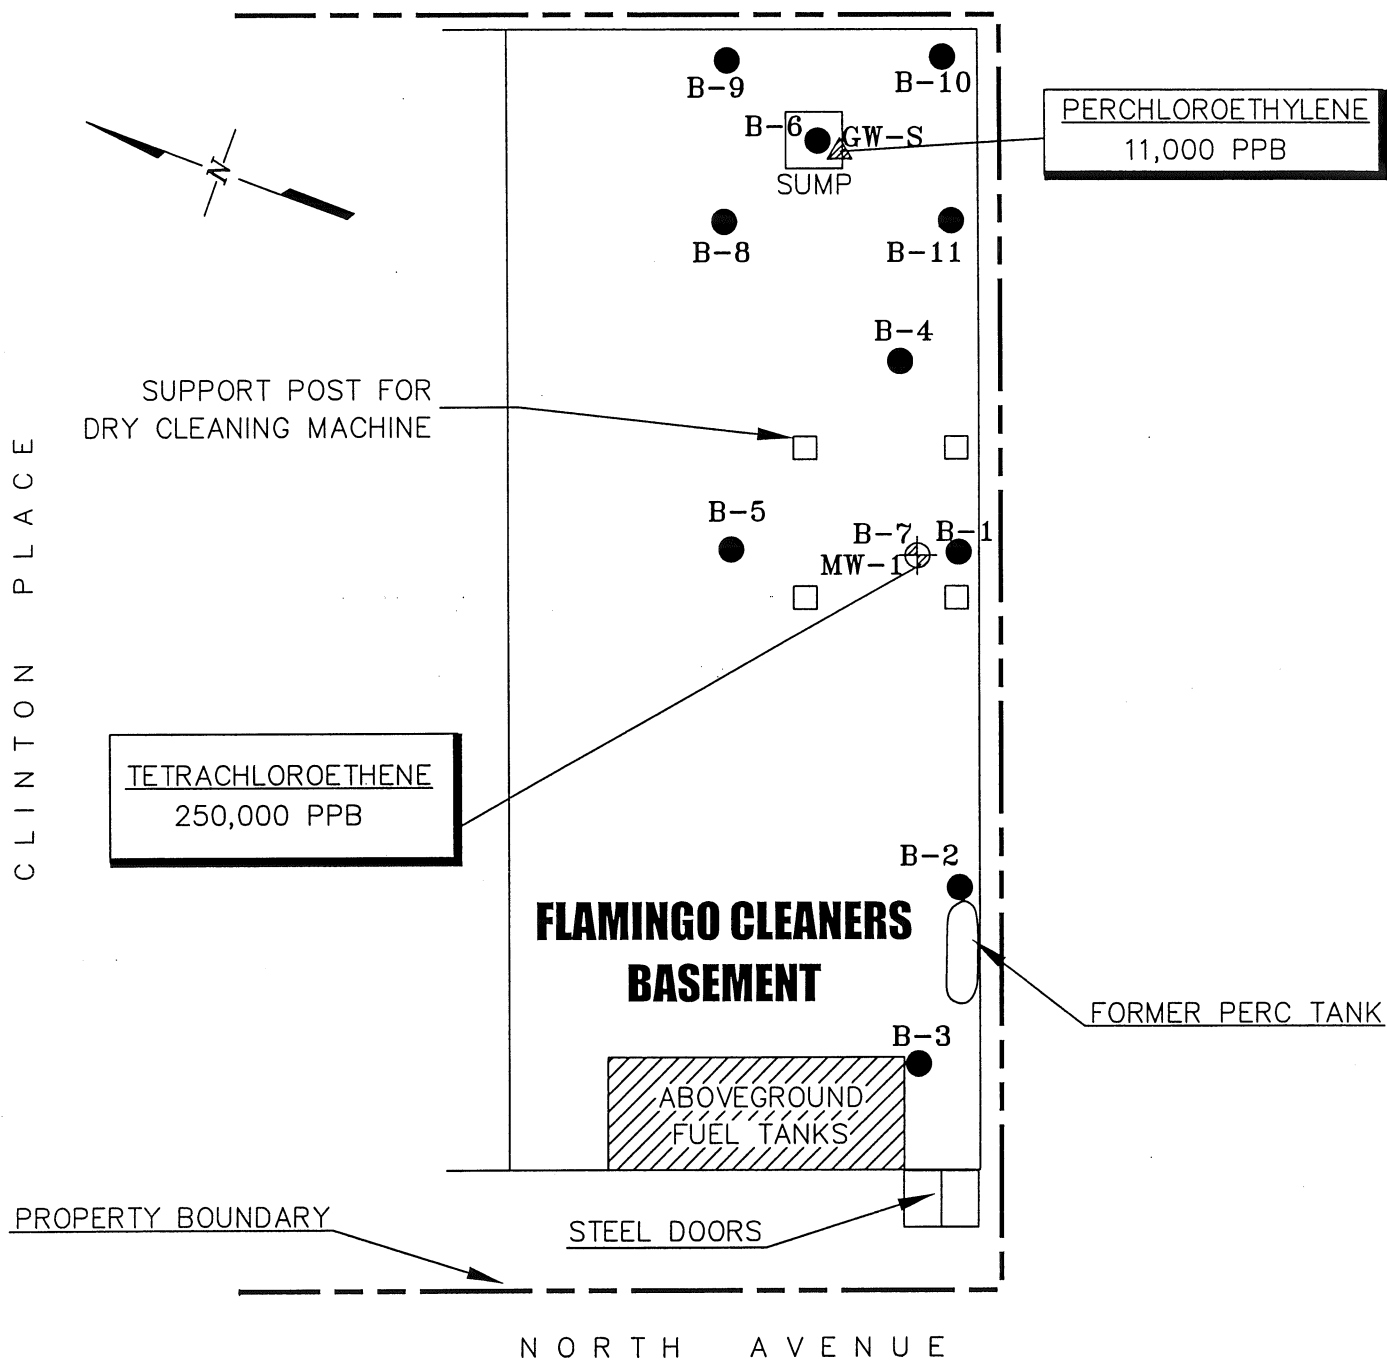 B-9
B-10
PERCHLOROETHYLENE
11,000 PPB
B-6
GW-S
SUMP
N
B-8
B-11
B-4
SUPPORT POST FOR
DRY CLEANING MACHINE
CLINTON PLACE
B-5
B-7
B-1
MW-1
TETRACHLOROETHENE
250,000 PPB
B-2
FLAMINGO CLEANERS
BASEMENT
FORMER PERC TANK
B-3
ABOVEGROUND
FUEL TANKS
PROPERTY BOUNDARY
STEEL DOORS
NORTH AVENUE